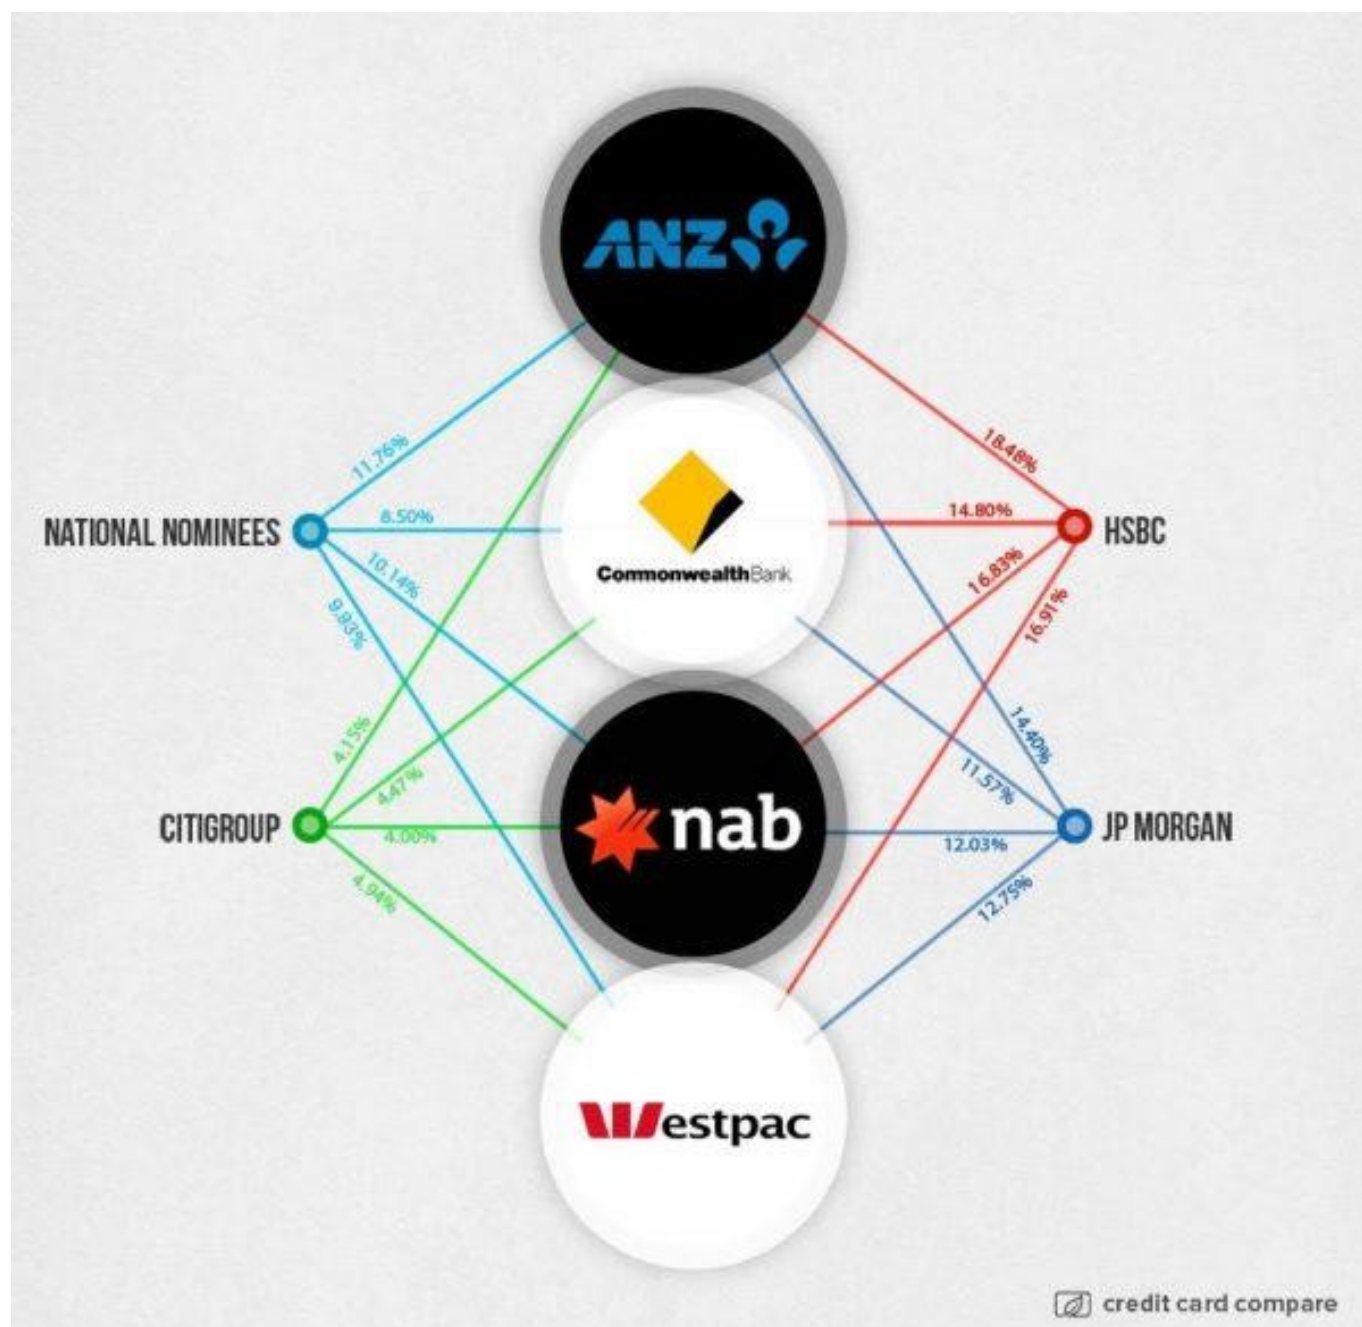 ANZ
18.48%
11.76%
14.80%
8.50%
NATIONAL NOMINEES
HSBC
CommonwealthBank
10.14%
16.83%
9.93%
16.91%
4.15%
14.40%
4.47%
11.57%
CITIGROUP
nab
JP MORGAN
4.00%
12.03%
4.94%
12.75%
Westpac
credit card compare